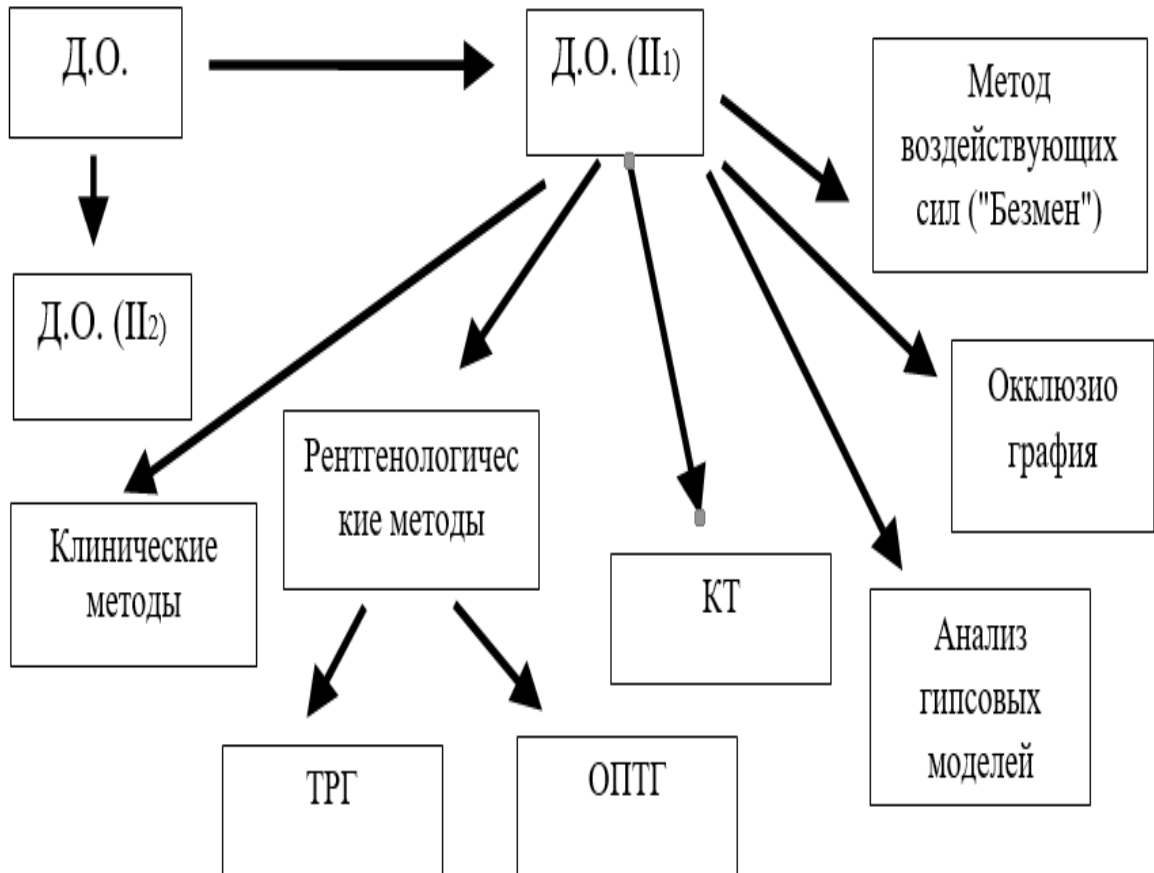 Д.О.
Д.О. (II1)
Метод
воздействующих
сил ("Безмен")
Д.О. (II2)
Окклюзио
графия
Рентгенологичес
кие методы
Клинические
методы
КТ
Анализ
гипсовых
моделей
ТРГ
ОПТГ